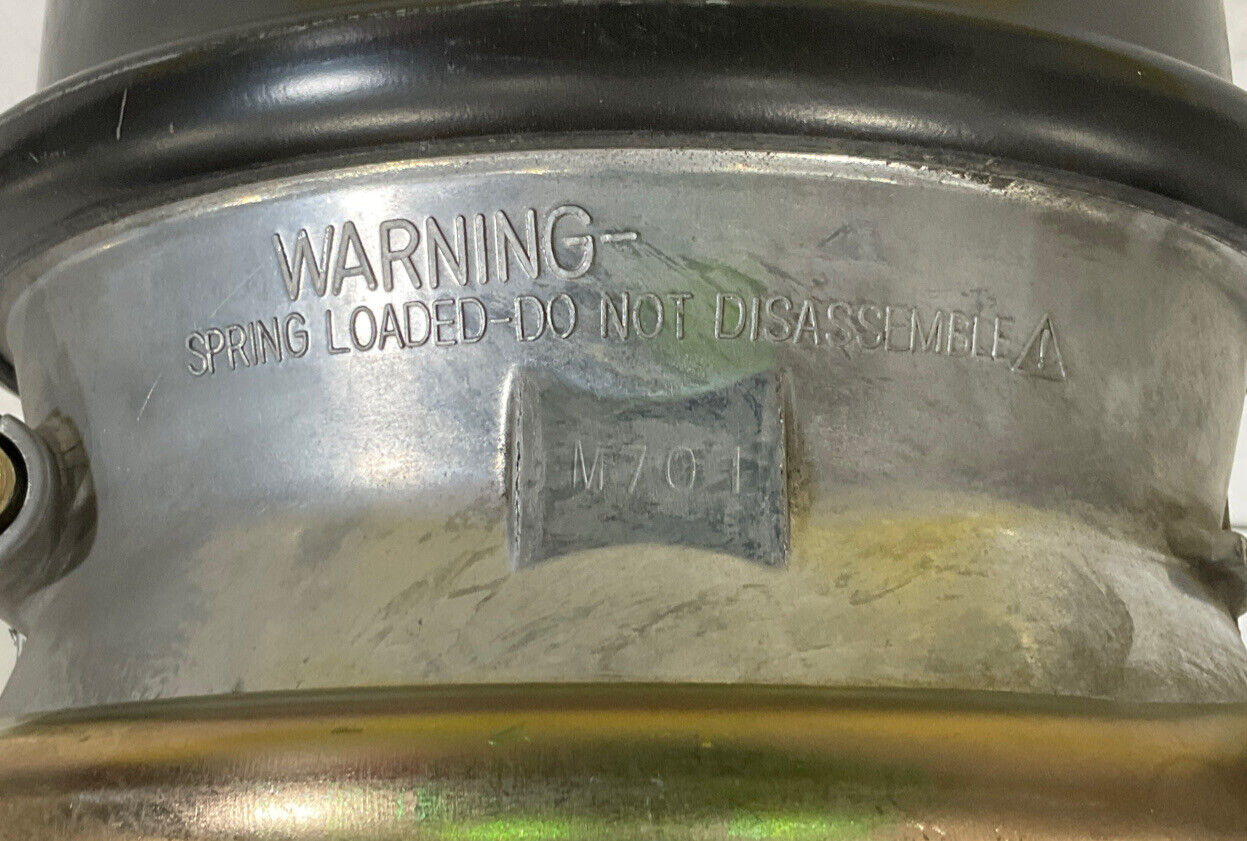 WARNING-
SPRING LOADED-DO NOT DISASSEMBLE
M701